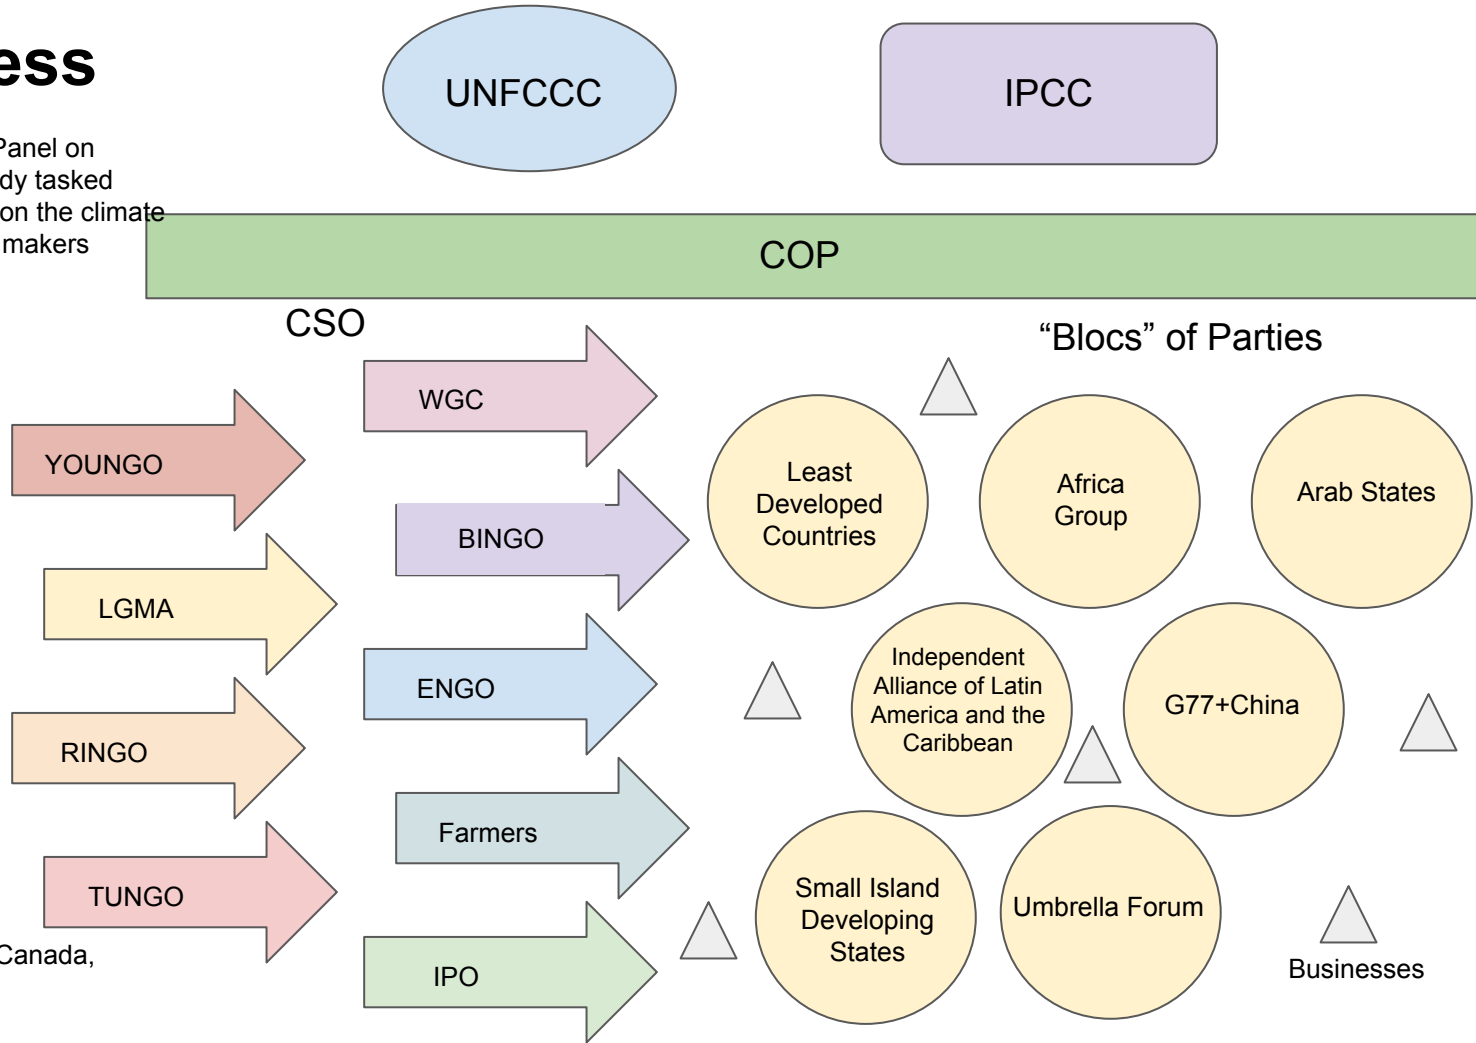 ess
Panel on
dy tasked
on the climate
makers
UNFCCC
IPCC
COP
CSO
“Blocs” of Parties
WGC
YOUNGO
BINGO
LGMA
ENGO
RINGO
Farmers
TUNGO
IPO
Canada,
Least
Developed
Countries
Africa
Group
Arab States
Independent
Alliance of Latin
America and the
Caribbean
G77+China
Small Island
Developing
States
Umbrella Forum
Businesses